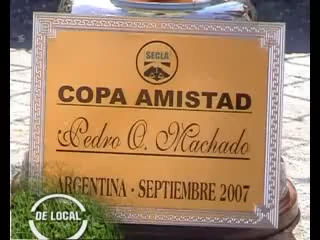 SECLA
COPA AMISTAD
Pedro O. Machado
ARGENTINA - SEPTIEMBRE 2007
DE LOCAL